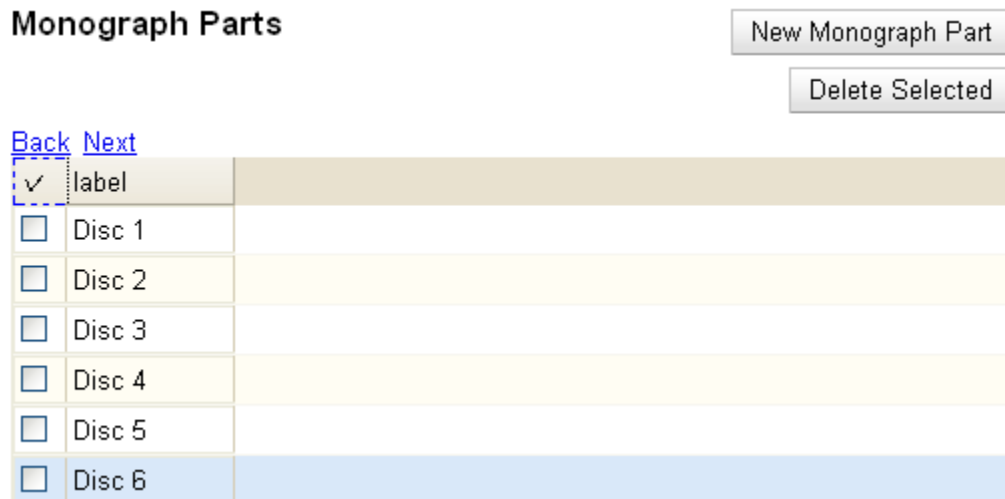 Monograph Parts
New Monograph Part
Delete Selected
Back Next
✓ label
Disc 1
Disc 2
Disc 3
Disc 4
Disc 5
Disc 6